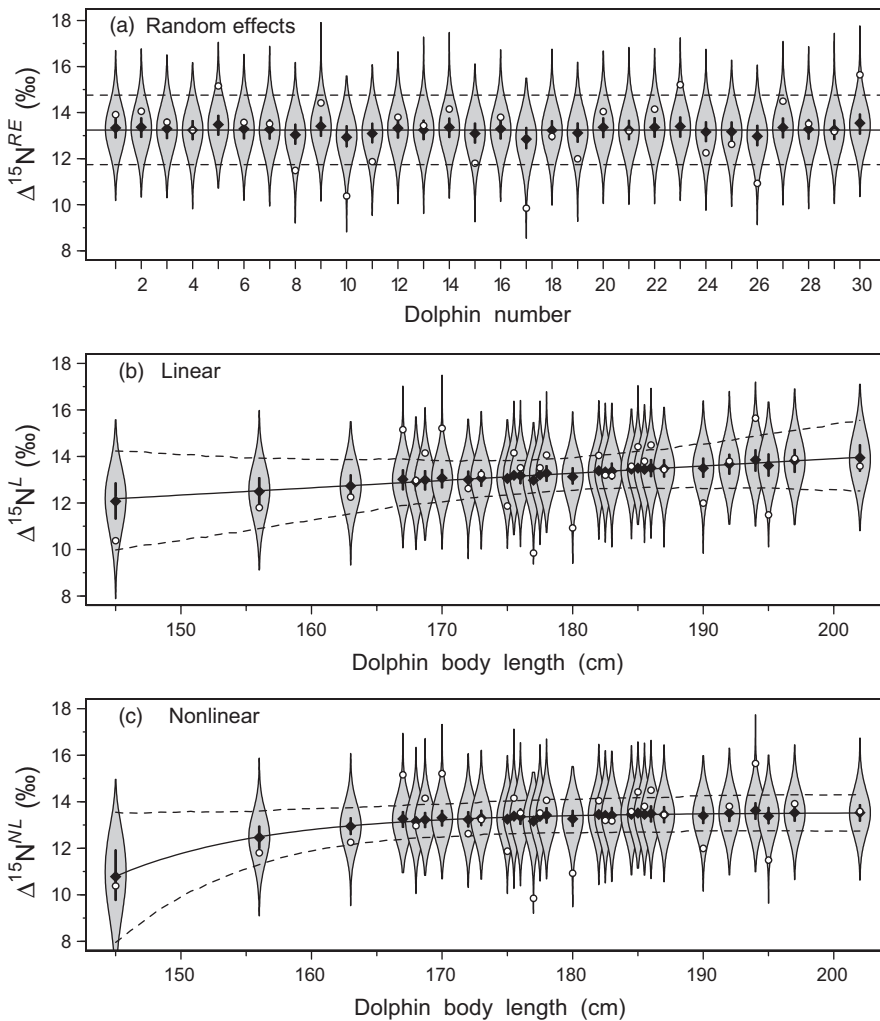 (a) Random effects
Δ¹⁵Nᴿᴱ (‰)
18
16
14
12
10
8
2 4 6 8 10 12 14 16 18 20 22 24 26 28 30
Dolphin number
(b) Linear
Δ¹⁵Nᴸ (‰)
18
16
14
12
10
8
150 160 170 180 190 200
Dolphin body length (cm)
(c) Nonlinear
Δ¹⁵Nᴺᴸ (‰)
18
16
14
12
10
8
150 160 170 180 190 200
Dolphin body length (cm)